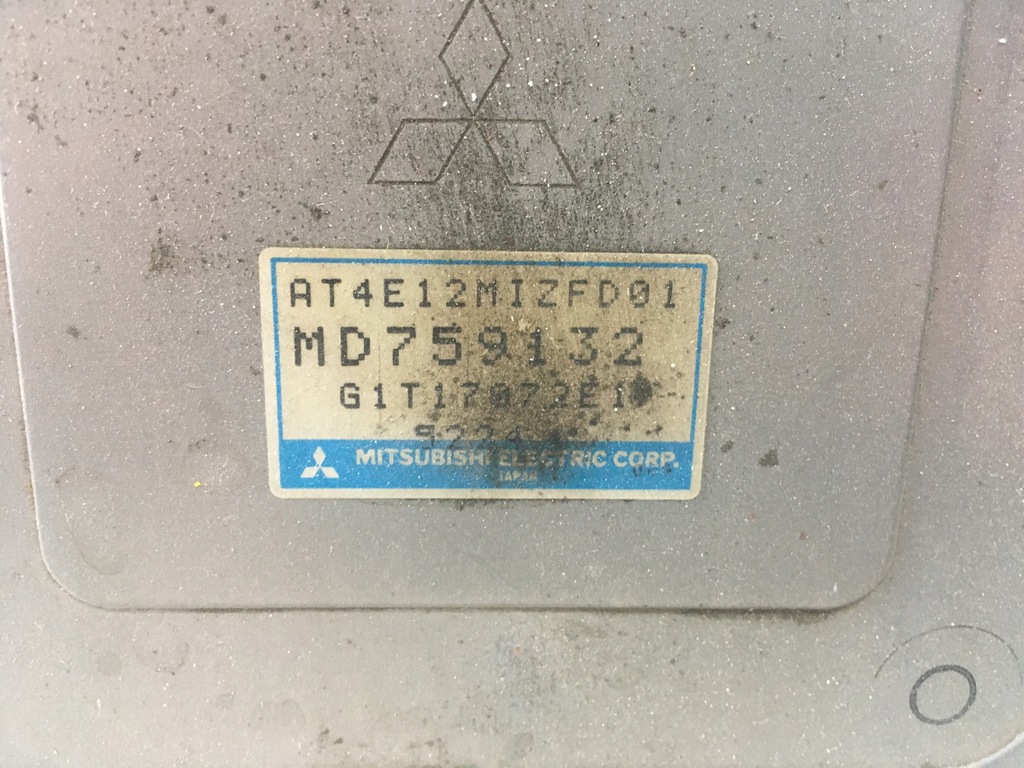 AT4E12MIZFD01
MD759132
G1T17072E1
MITSUBISHI ELECTRIC CORP.
JAPAN